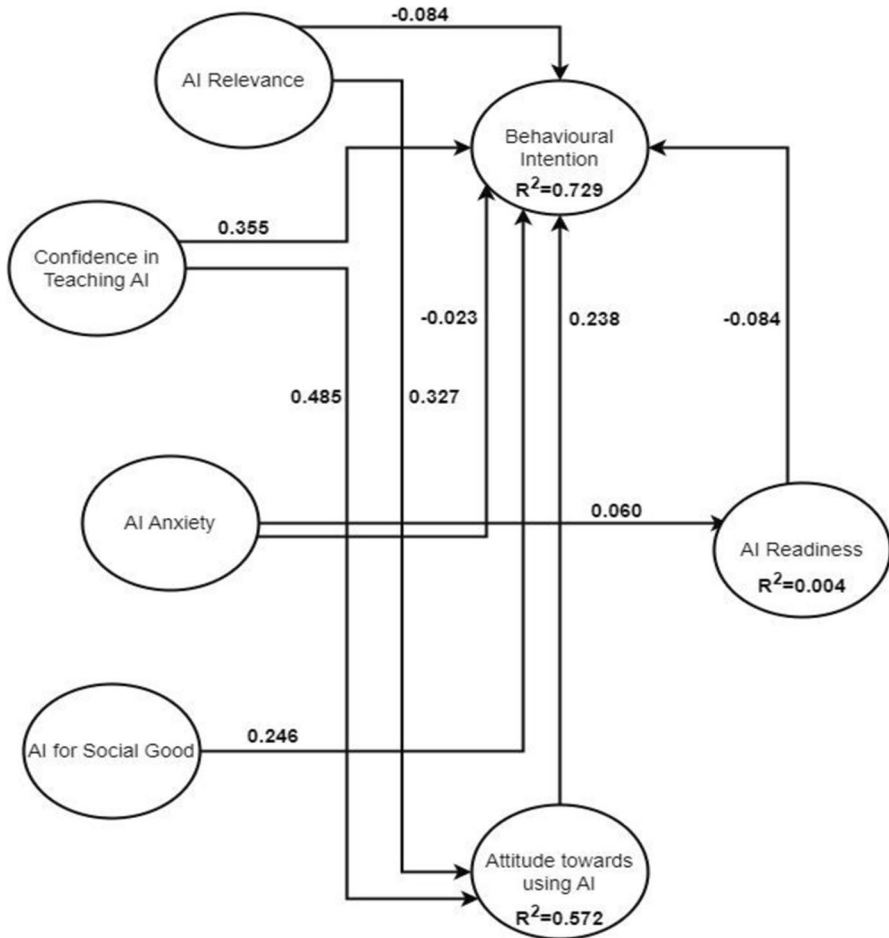 -0.084
AI Relevance
Behavioural
Intention
R²=0.729
0.355
Confidence in
Teaching AI
-0.023
0.238
-0.084
0.485
0.327
AI Anxiety
0.060
AI Readiness
R²=0.004
0.246
AI for Social Good
Attitude towards
using AI
R²=0.572